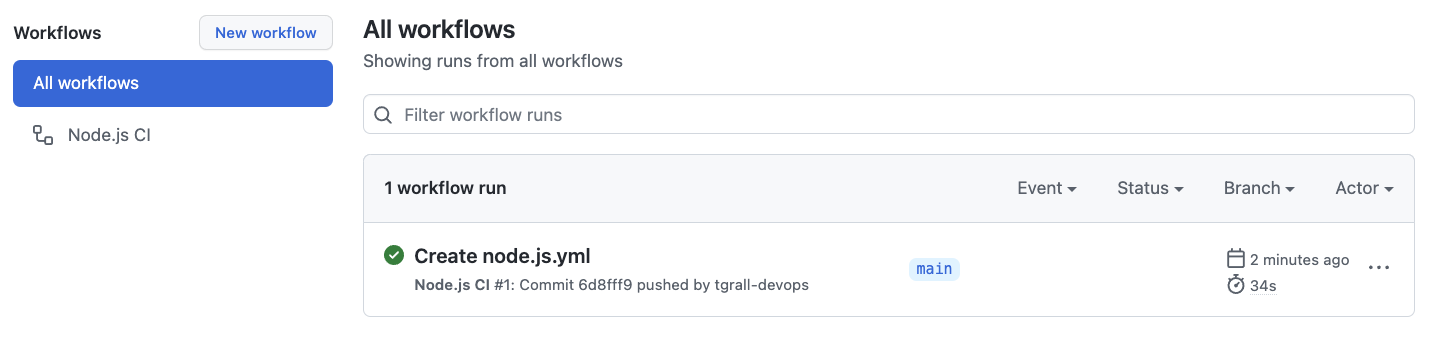 Workflows
New workflow
All workflows
Node.js CI
All workflows
Showing runs from all workflows
Filter workflow runs
1 workflow run
Event
Status
Branch
Actor
Create node.js.yml
Node.js CI #1: Commit 6d8fff9 pushed by tgrall-devops
main
2 minutes ago
34s